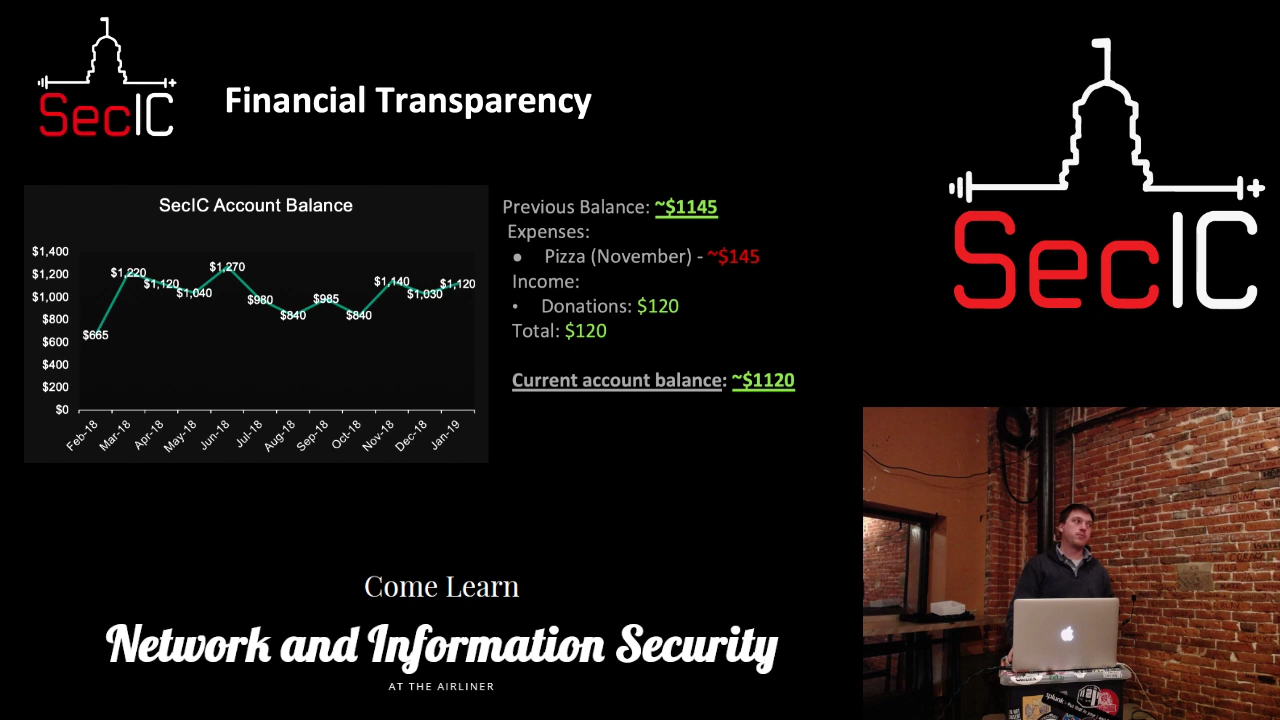 SecIC
Financial Transparency
SecIC
SecIC Account Balance
$1,400
$1,200
$1,000
$800
$600
$400
$200
$0
$665
$1,220
$1,120
$1,040
$1,270
$980
$840
$985
$840
$1,140
$1,030
$1,120
Feb-18
Mar-18
Apr-18
May-18
Jun-18
Jul-18
Aug-18
Sep-18
Oct-18
Nov-18
Dec-18
Jan-19
Previous Balance: ~$1145
Expenses:
● Pizza (November) - ~$145
Income:
• Donations: $120
Total: $120
Current account balance: ~$1120
Come Learn
Network and Information Security
AT THE AIRLINER
splunk>